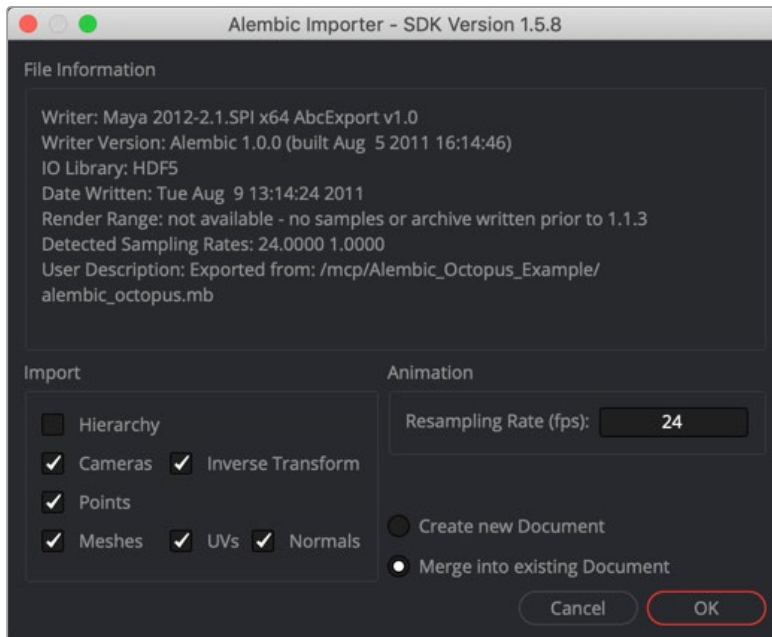 Alembic Importer - SDK Version 1.5.8
File Information
Writer: Maya 2012-2.1.SPI x64 AbcExport v1.0
Writer Version: Alembic 1.0.0 (built Aug  5 2011 16:14:46)
IO Library: HDF5
Date Written: Tue Aug  9 13:14:24 2011
Render Range: not available - no samples or archive written prior to 1.1.3
Detected Sampling Rates: 24.0000 1.0000
User Description: Exported from: /mcp/Alembic_Octopus_Example/
alembic_octopus.mb
Import
Hierarchy
Cameras Inverse Transform
Points
Meshes UVs Normals
Animation
Resampling Rate (fps): 24
Create new Document
Merge into existing Document
Cancel OK